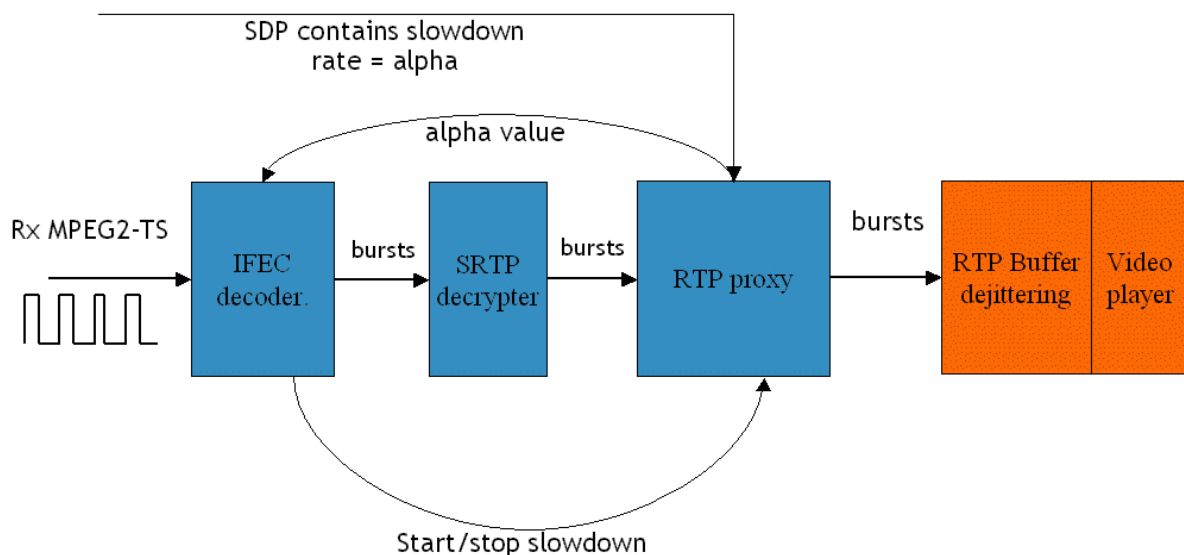 SDP contains slowdown
rate = alpha
alpha value
Rx MPEG2-TS
IFEC
decoder.
bursts
SRTP
decrypter
bursts
RTP proxy
bursts
RTP Buffer
dejittering
Video
player
Start/stop slowdown